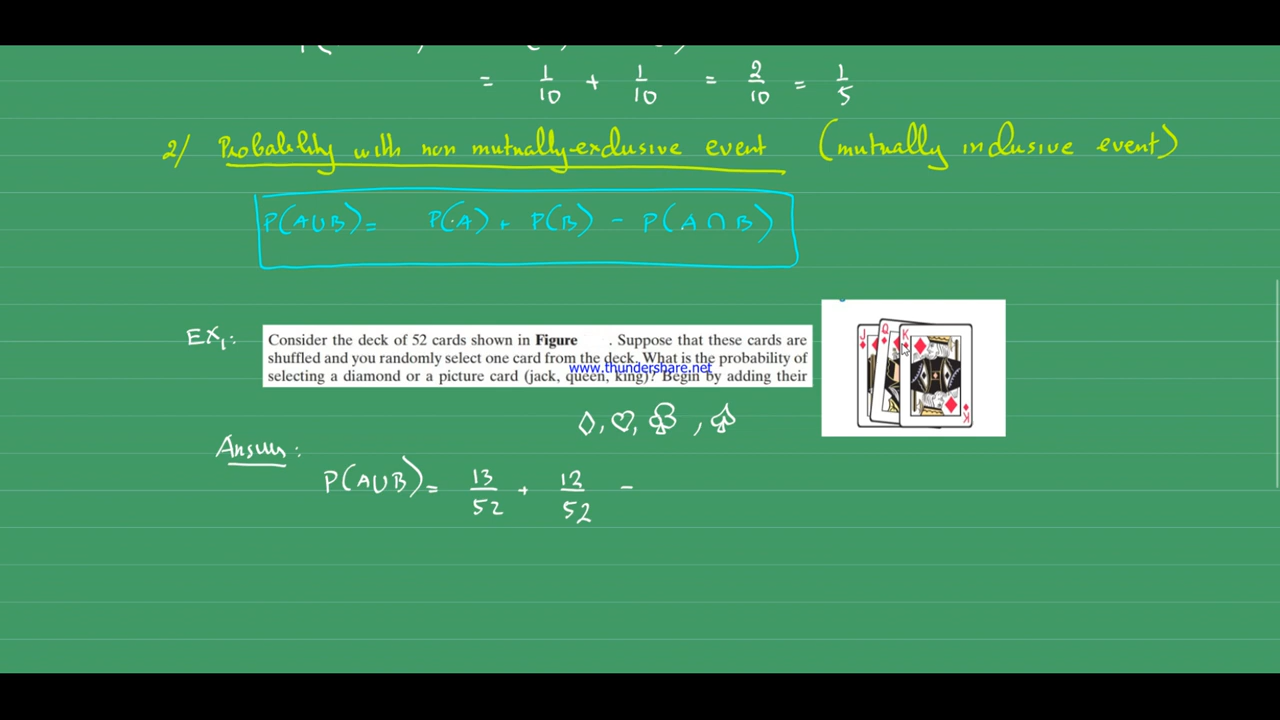 = 1/10 + 1/10 = 2/10 = 1/5
2/ Probability with non mutually-exclusive event (mutually inclusive event)
P(A∪B)= P(A) + P(B) - P(A∩B)
EX1:
Consider the deck of 52 cards shown in Figure . Suppose that these cards are
shuffled and you randomly select one card from the deck. What is the probability of
www.thundershare.net
selecting a diamond or a picture card (jack, queen, king)? Begin by adding their
J Q K
K
♢, ♡, ♧, ♤
Answer:
P(A∪B)= 13/52 + 12/52 -